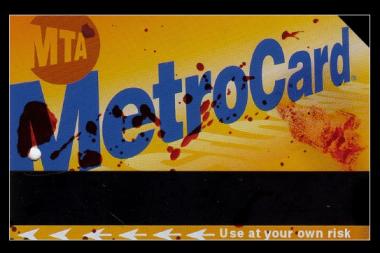 MTA
MetroCard
Use at your own risk